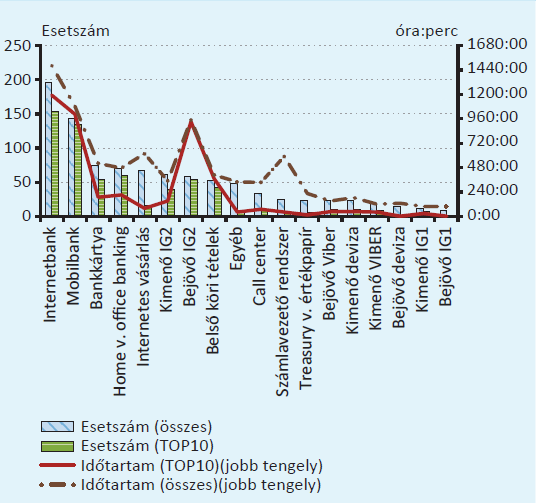 Esetszám óra:perc
250 1680:00
200 1440:00
150 1200:00
100 960:00
50 720:00
0 480:00
240:00
0:00
Internetbank
Mobilbank
Bankkártya
Home v. office banking
Internetes vásárlás
Kimenő IG2
Bejövő IG2
Belső köri tételek
Egyéb
Call center
Számlavezető rendszer
Treasury v. értékpapír
Bejövő Viber
Kimenő deviza
Kimenő VIBER
Bejövő deviza
Kimenő IG1
Bejövő IG1
Esetszám (összes)
Esetszám (TOP10)
Időtartam (TOP10)(jobb tengely)
Időtartam (összes)(jobb tengely)